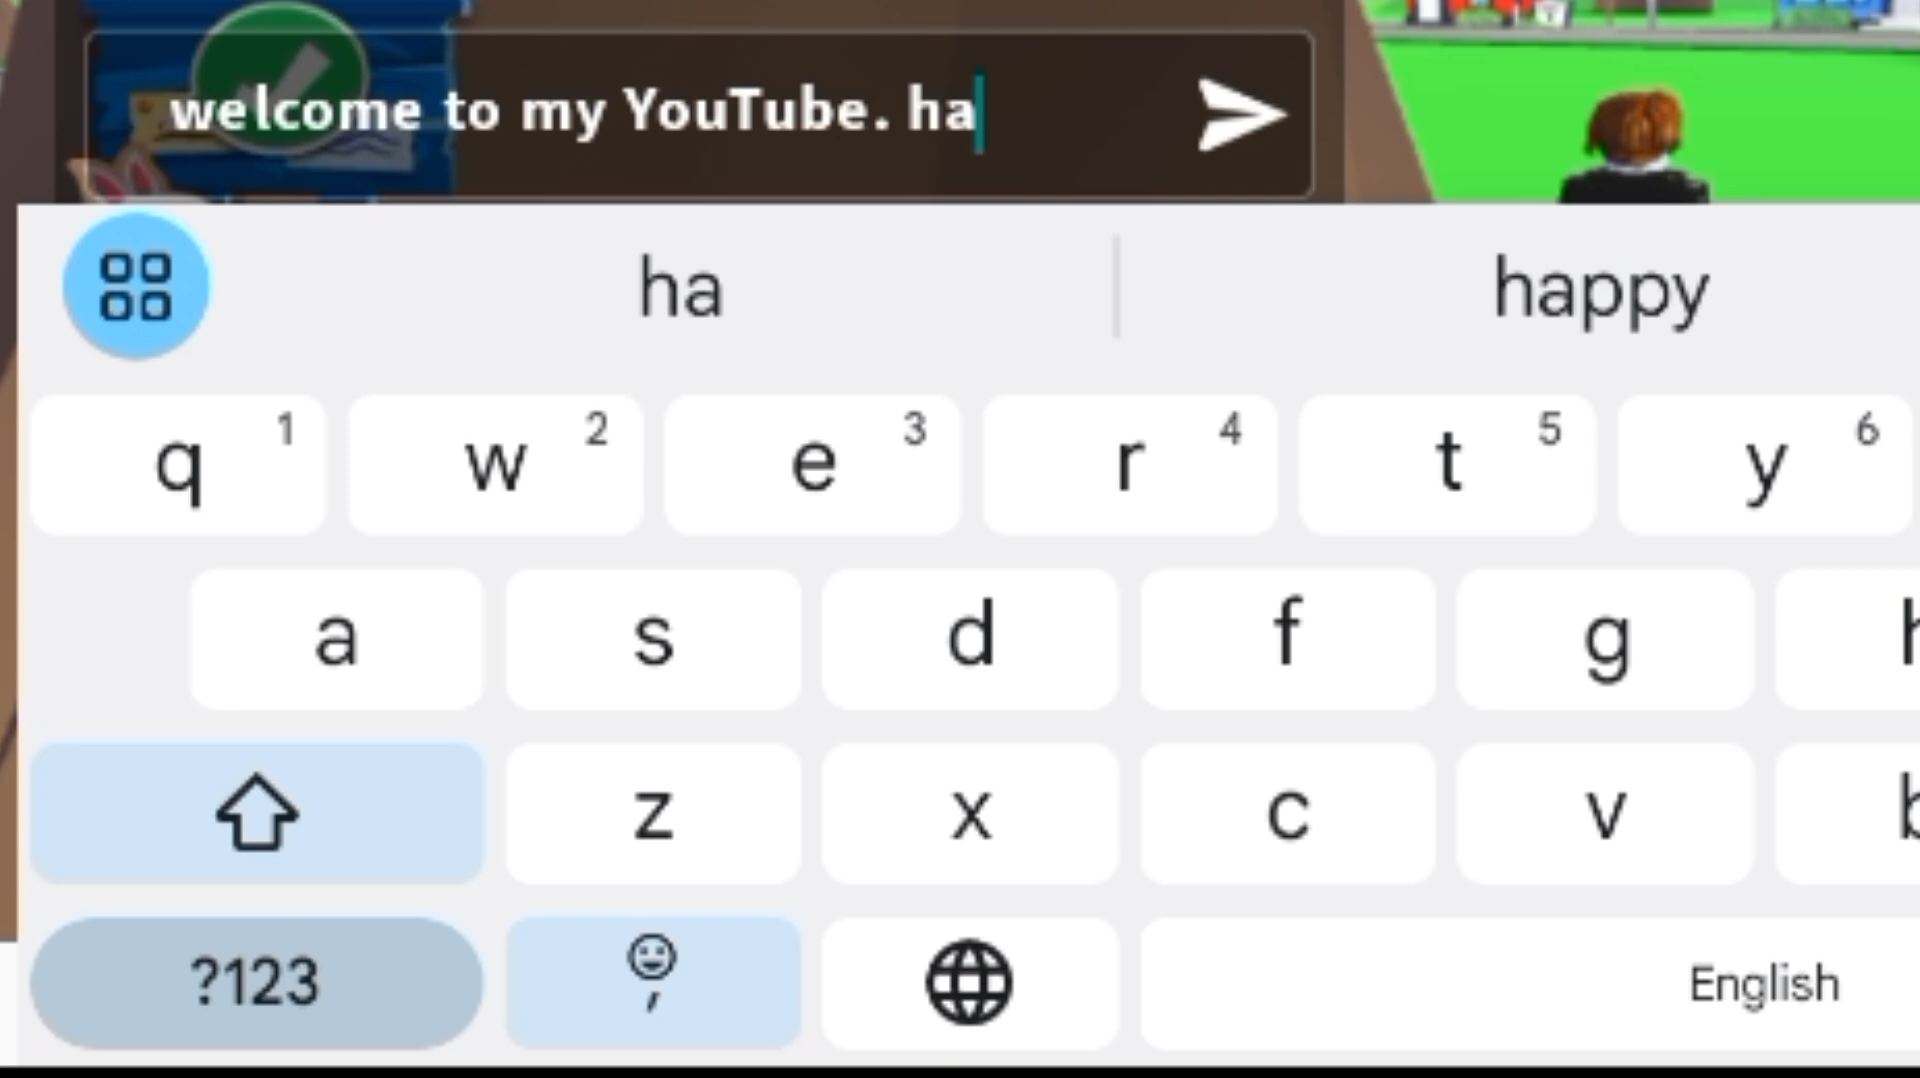 welcome to my YouTube. ha
ha happy
q 1 w 2 e 3 r 4 t 5 y 6
a s d f g h
z x c v b
?123 , English